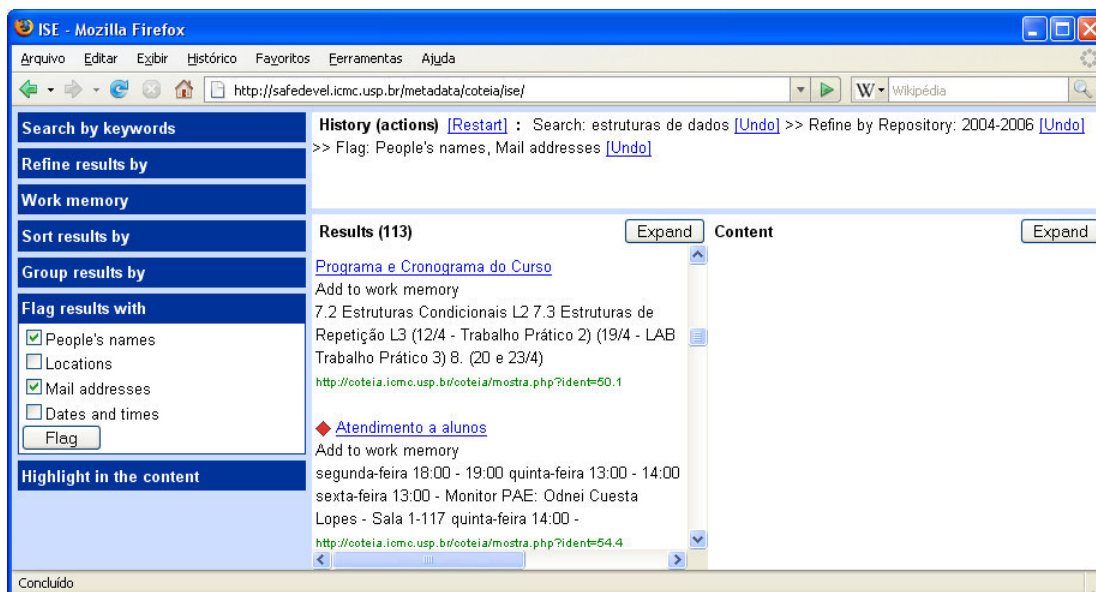 ISE - Mozilla Firefox
Arquivo Editar Exibir Histórico Favoritos Ferramentas Ajuda
http://safedevel.icmc.usp.br/metadata/coteia/ise/
W Wikipédia
Search by keywords
Refine results by
Work memory
Sort results by
Group results by
Flag results with
People's names
Locations
Mail addresses
Dates and times
Flag
Highlight in the content
History (actions) [Restart] : Search: estruturas de dados [Undo] >> Refine by Repository: 2004-2006 [Undo]
>> Flag: People's names, Mail addresses [Undo]
Results (113) Expand
Programa e Cronograma do Curso
Add to work memory
7.2 Estruturas Condicionais L2 7.3 Estruturas de
Repetição L3 (12/4 - Trabalho Prático 2) (19/4 - LAB
Trabalho Prático 3) 8. (20 e 23/4)
http://coteia.icmc.usp.br/coteia/mostra.php?ident=50.1
Atendimento a alunos
Add to work memory
segunda-feira 18:00 - 19:00 quinta-feira 13:00 - 14:00
sexta-feira 13:00 - Monitor PAE: Odnei Cuesta
Lopes - Sala 1-117 quinta-feira 14:00 -
http://coteia.icmc.usp.br/coteia/mostra.php?ident=54.4
Content Expand
Concluído